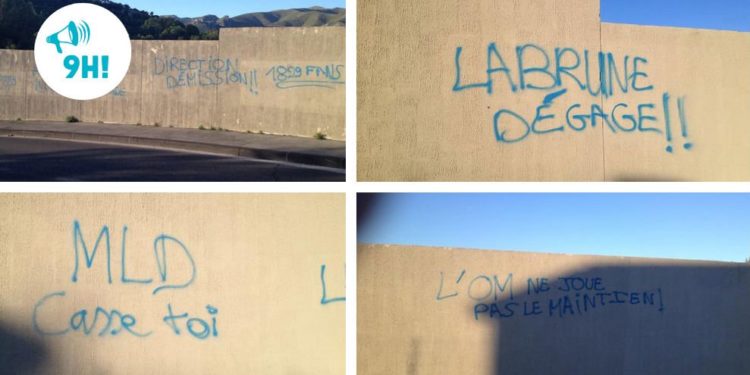 9H!
DIRECTION
DÉMISSION!!
1899 FANS
LABRUNE
DÉGAGE!!
MLD
Casse toi
L
L'OM NE JOUE
PAS LE MAINTIEN!